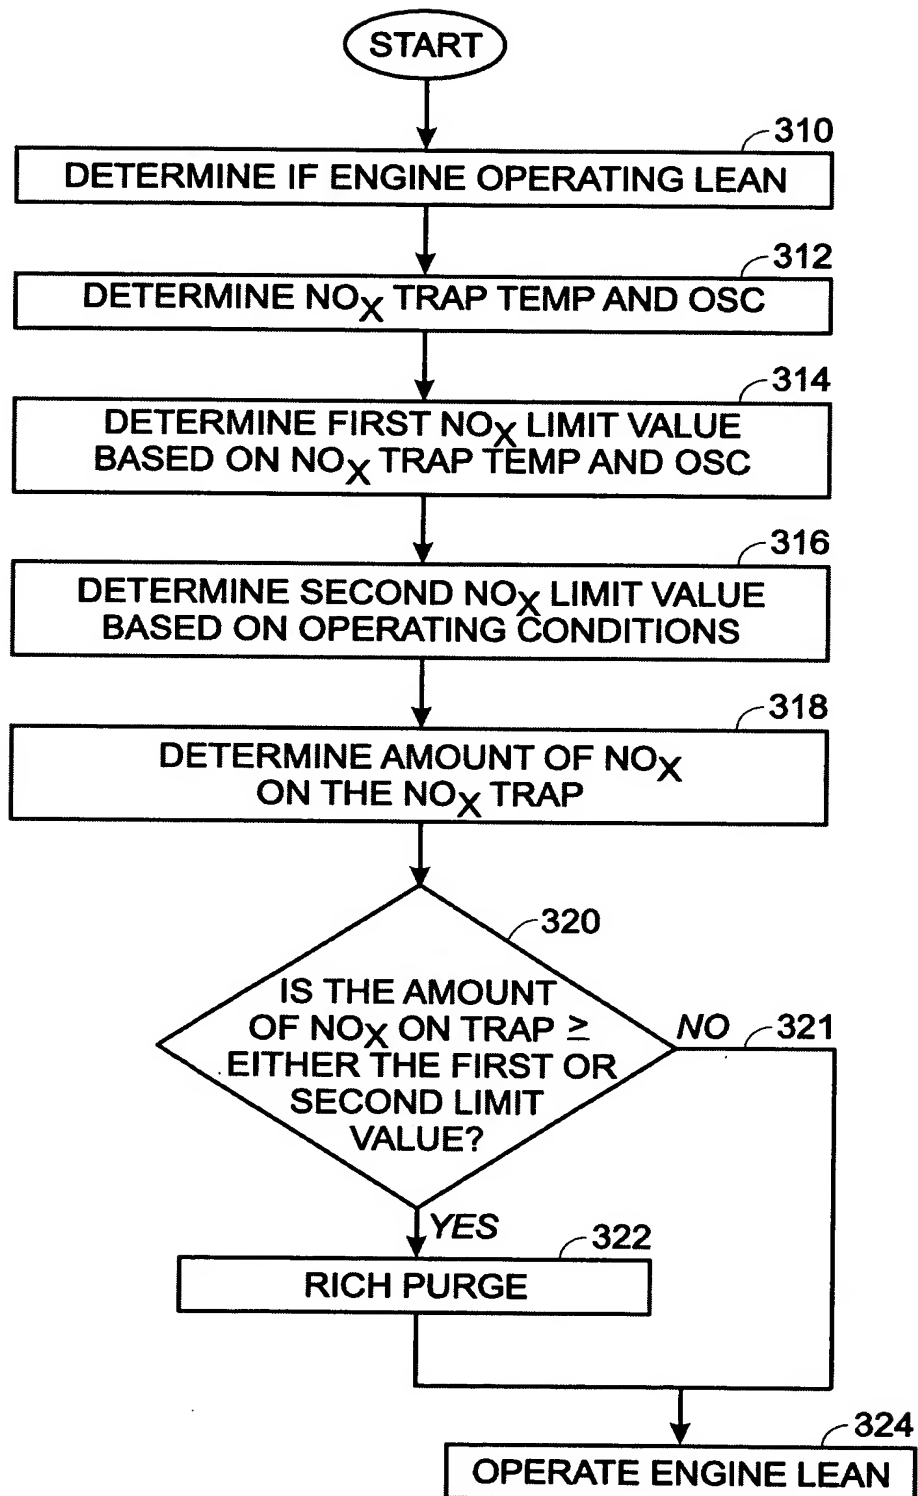 START
310
DETERMINE IF ENGINE OPERATING LEAN
312
DETERMINE NOX TRAP TEMP AND OSC
314
DETERMINE FIRST NOX LIMIT VALUE
BASED ON NOX TRAP TEMP AND OSC
316
DETERMINE SECOND NOX LIMIT VALUE
BASED ON OPERATING CONDITIONS
318
DETERMINE AMOUNT OF NOX
ON THE NOX TRAP
320
IS THE AMOUNT
OF NOX ON TRAP ≥
EITHER THE FIRST OR
SECOND LIMIT
VALUE?
NO
321
YES
322
RICH PURGE
324
OPERATE ENGINE LEAN